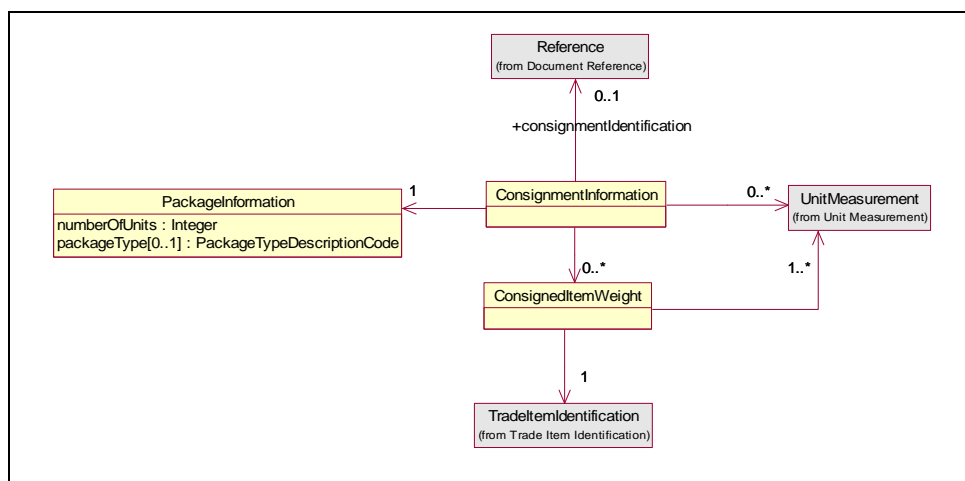 Reference
(from Document Reference)
0..1
+consignmentIdentification
PackageInformation
numberOfUnits : Integer
packageType[0..1] : PackageTypeDescriptionCode
1
ConsignmentInformation
0..*
UnitMeasurement
(from Unit Measurement)
0..*
1..*
ConsignedItemWeight
1
TradeItemIdentification
(from Trade Item Identification)